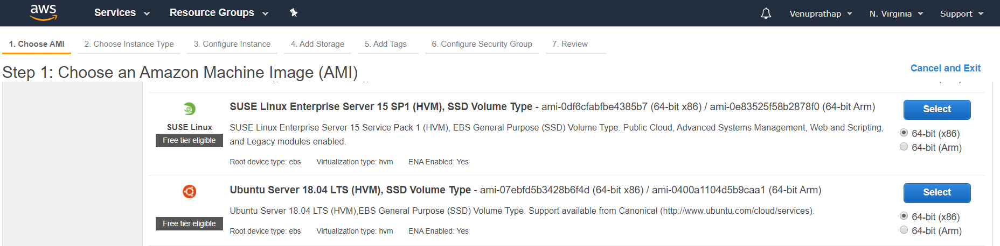 aws Services Resource Groups Venuprathap N. Virginia Support
1. Choose AMI 2. Choose Instance Type 3. Configure Instance 4. Add Storage 5. Add Tags 6. Configure Security Group 7. Review
Step 1: Choose an Amazon Machine Image (AMI)
Cancel and Exit
SUSE Linux
Free tier eligible
SUSE Linux Enterprise Server 15 SP1 (HVM), SSD Volume Type - ami-0df6cfabfbe4385b7 (64-bit x86) / ami-0e83525f58b2878f0 (64-bit Arm)
SUSE Linux Enterprise Server 15 Service Pack 1 (HVM), EBS General Purpose (SSD) Volume Type. Public Cloud, Advanced Systems Management, Web and Scripting,
and Legacy modules enabled.
Root device type: ebs Virtualization type: hvm ENA Enabled: Yes
Select
64-bit (x86)
64-bit (Arm)
Free tier eligible
Ubuntu Server 18.04 LTS (HVM), SSD Volume Type - ami-07ebfd5b3428b6f4d (64-bit x86) / ami-0400a1104d5b9caa1 (64-bit Arm)
Ubuntu Server 18.04 LTS (HVM),EBS General Purpose (SSD) Volume Type. Support available from Canonical (http://www.ubuntu.com/cloud/services).
Root device type: ebs Virtualization type: hvm ENA Enabled: Yes
Select
64-bit (x86)
64-bit (Arm)